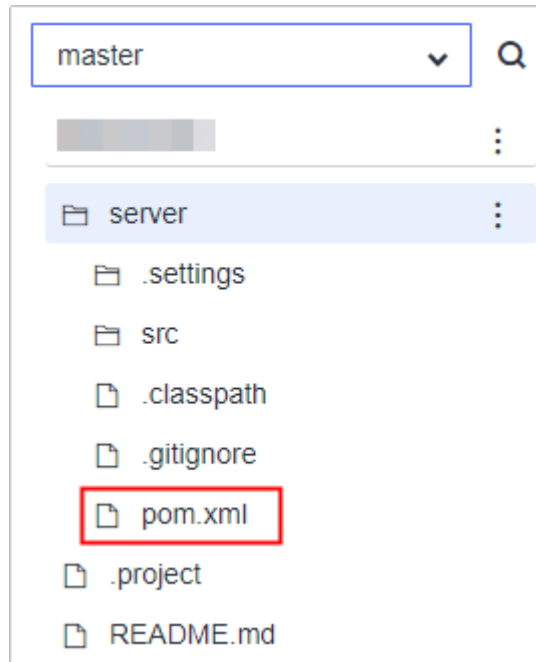 master
server
.settings
src
.classpath
.gitignore
pom.xml
.project
README.md